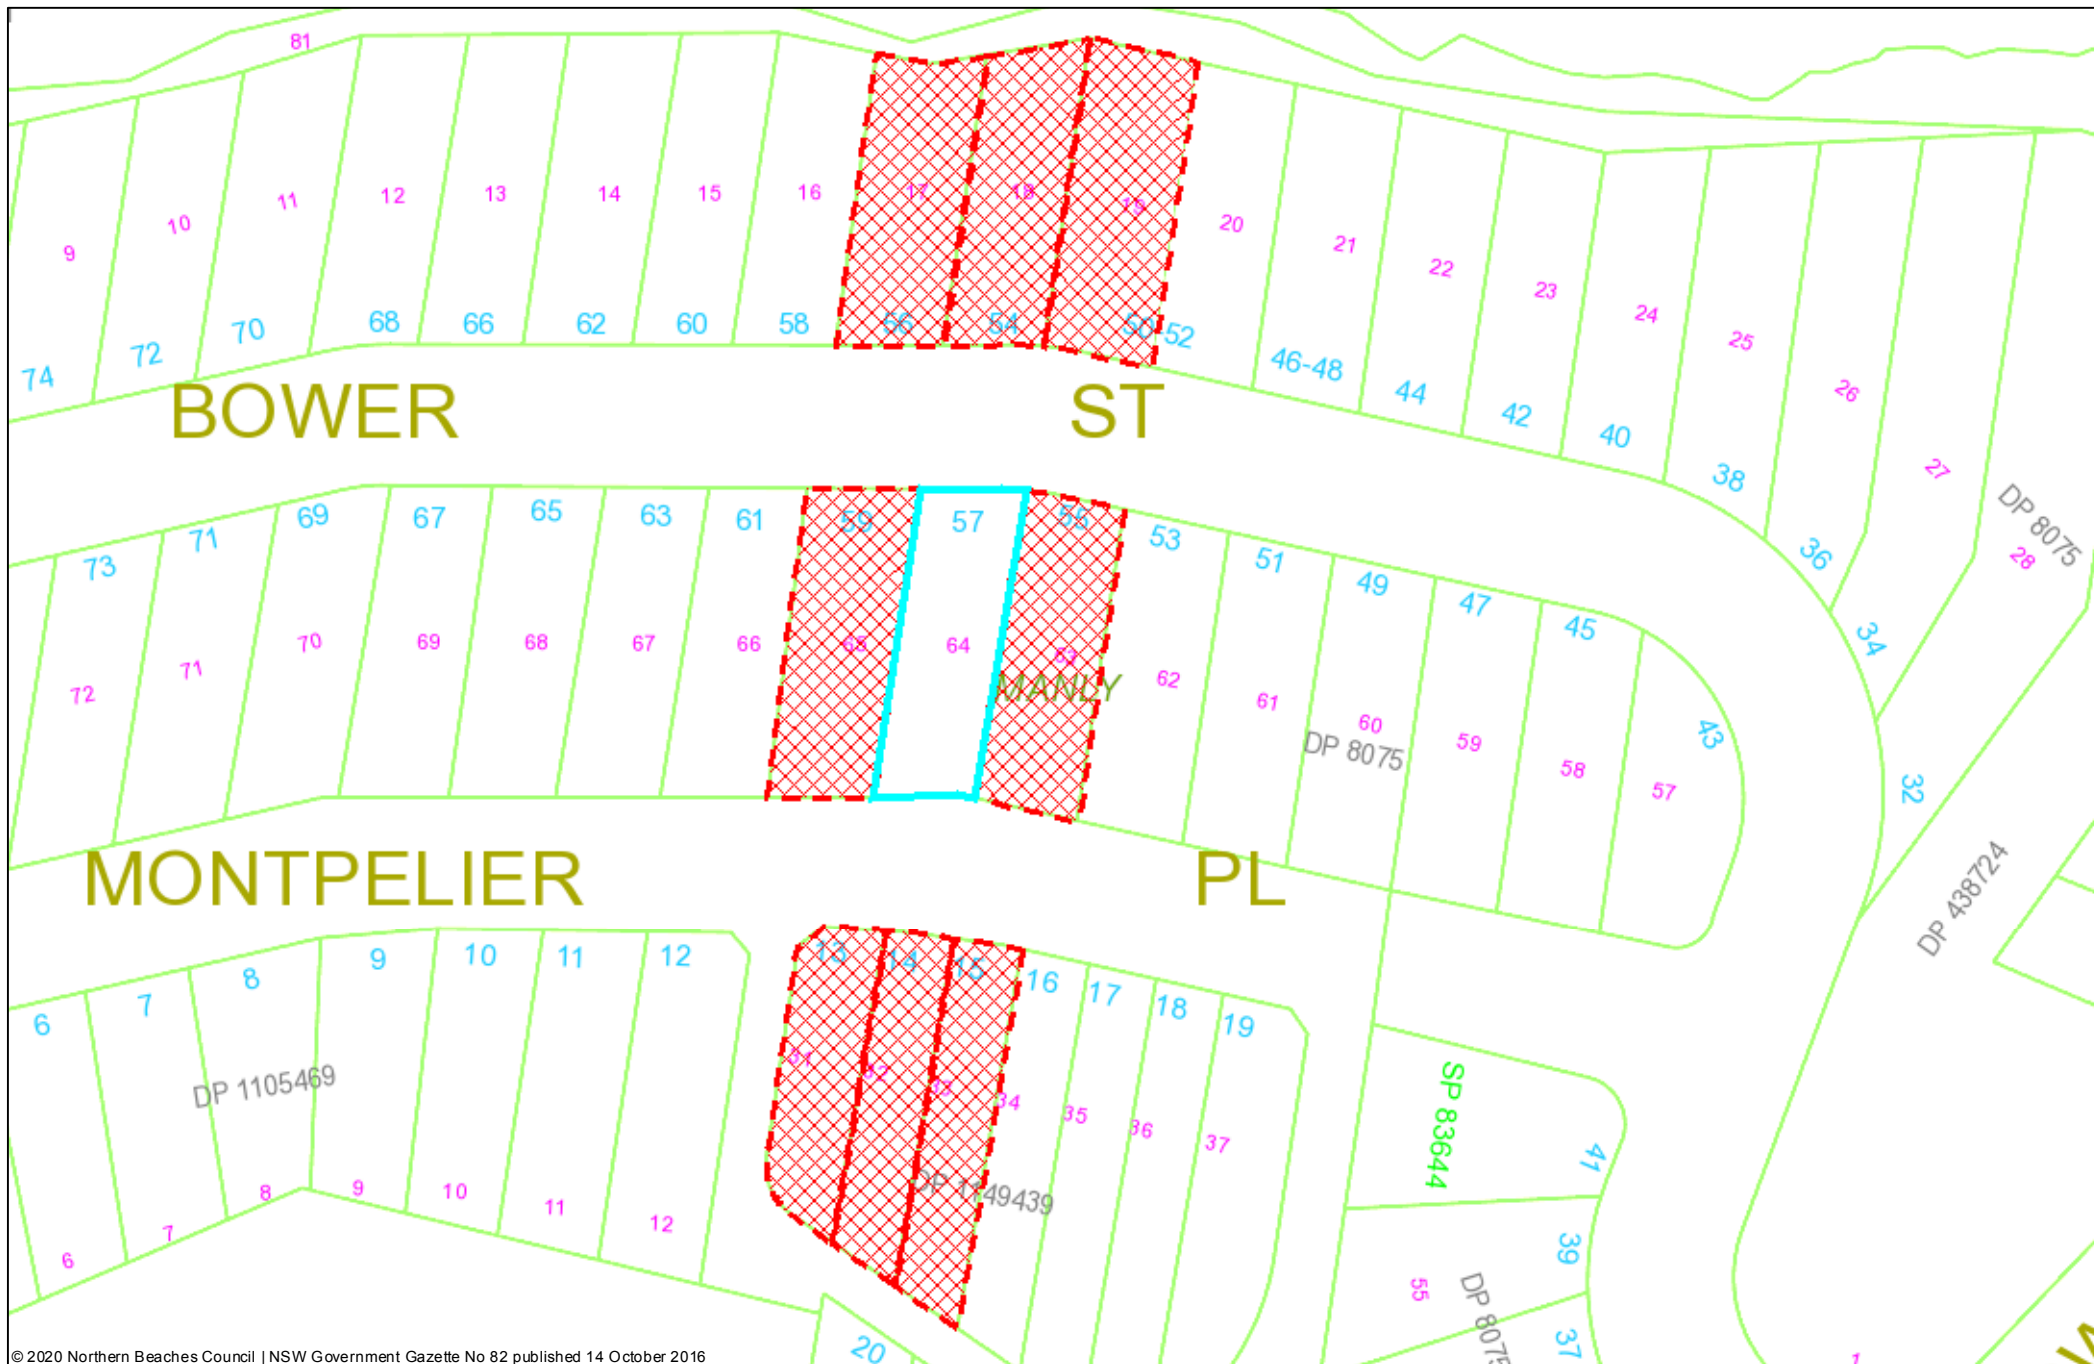 81
9 10 11 12 13 14 15 16 17 18 19 20 21 22 23 24 25 26 27 28
74 72 70 68 66 62 60 58 56 54 50-52 46-48 44 42 40 38 36 34 32
DP 8075
BOWER ST
73 71 69 67 65 63 61 59 57 55 53 51 49 47 45 43
72 71 70 69 68 67 66 65 64 63 62 61 60 59 58 57
MANLY
DP 8075
DP 438724
MONTPELIER PL
6 7 8 9 10 11 12 13 14 15 16 17 18 19
31 32 33 34 35 36 37
DP 1105469
DP 1149439
6 7 8 9 10 11 12
SP 83644
41
39
55
DP 8075
37
20
1
W
© 2020 Northern Beaches Council | NSW Government Gazette No 82 published 14 October 2016